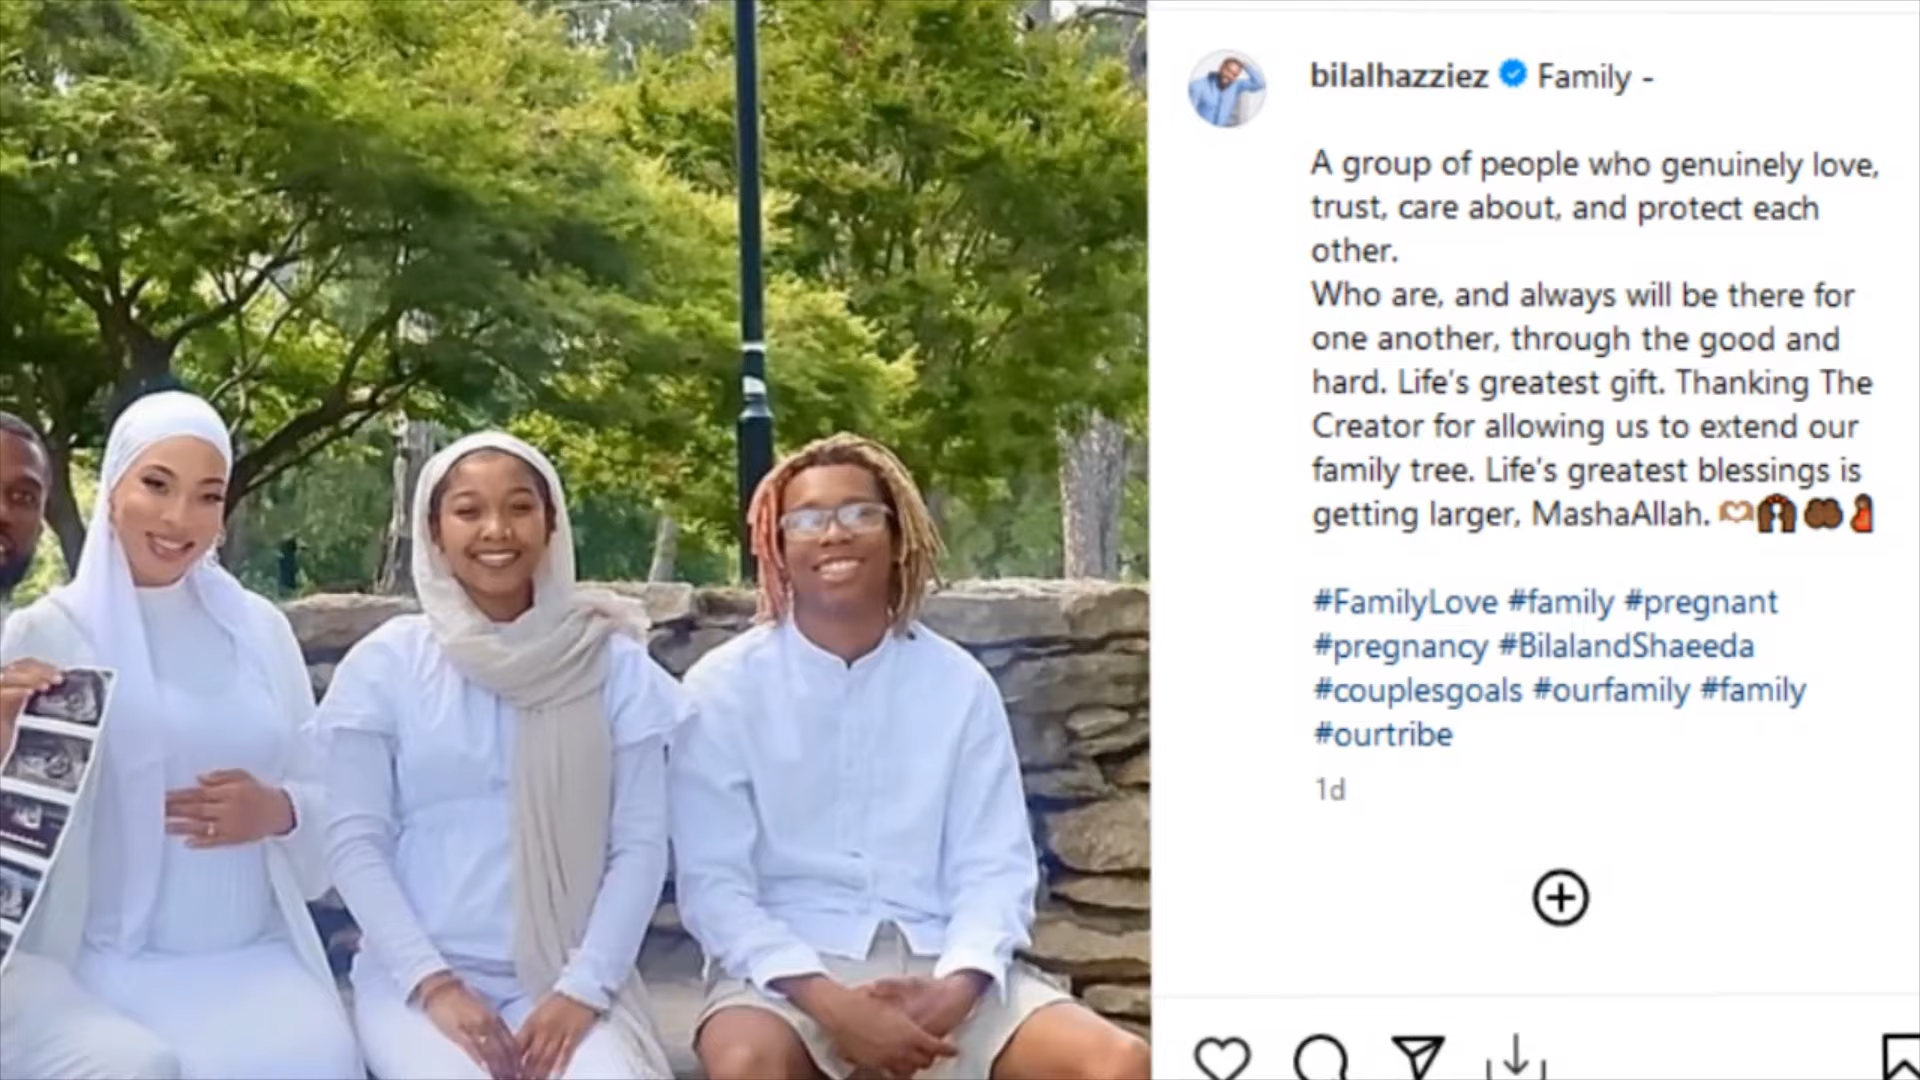 bilalhazziez Family -
A group of people who genuinely love,
trust, care about, and protect each
other.
Who are, and always will be there for
one another, through the good and
hard. Life's greatest gift. Thanking The
Creator for allowing us to extend our
family tree. Life's greatest blessings is
getting larger, MashaAllah.
#FamilyLove #family #pregnant
#pregnancy #BilalandShaeeda
#couplesgoals #ourfamily #family
#ourtribe
1d